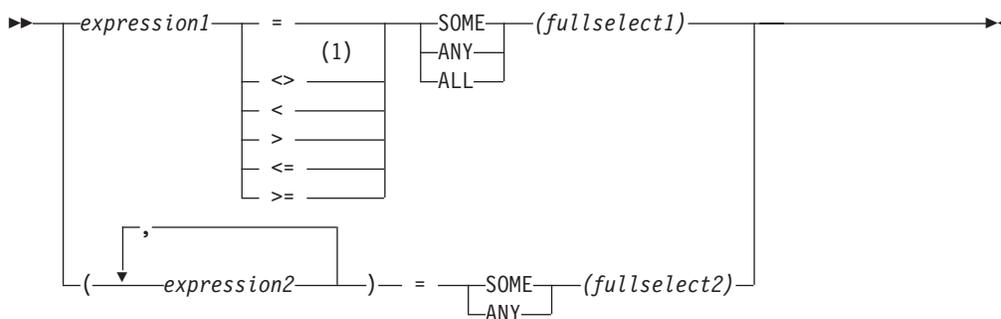 expression1 = SOME (fullselect1)
(1) ANY
<> ALL
<
>
<=
>=
,
( expression2 ) = SOME (fullselect2)
ANY